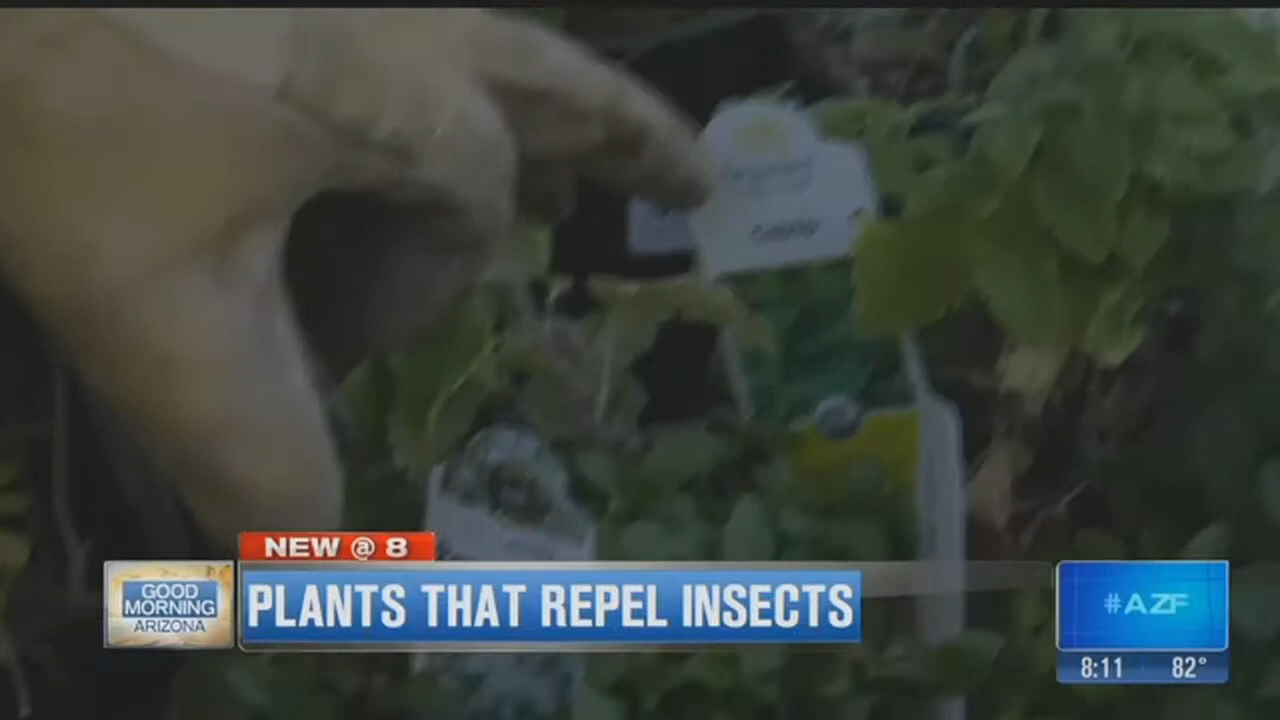 NEW @ 8
GOOD
MORNING
ARIZONA
PLANTS THAT REPEL INSECTS
#AZF
8:11 82°